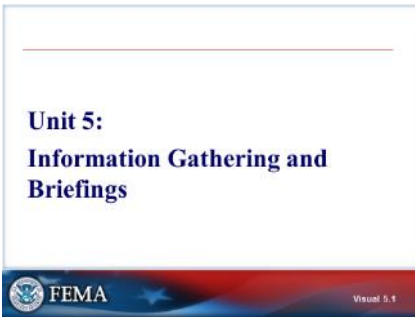 Unit 5:
Information Gathering and
Briefings
FEMA
Visual 5.1